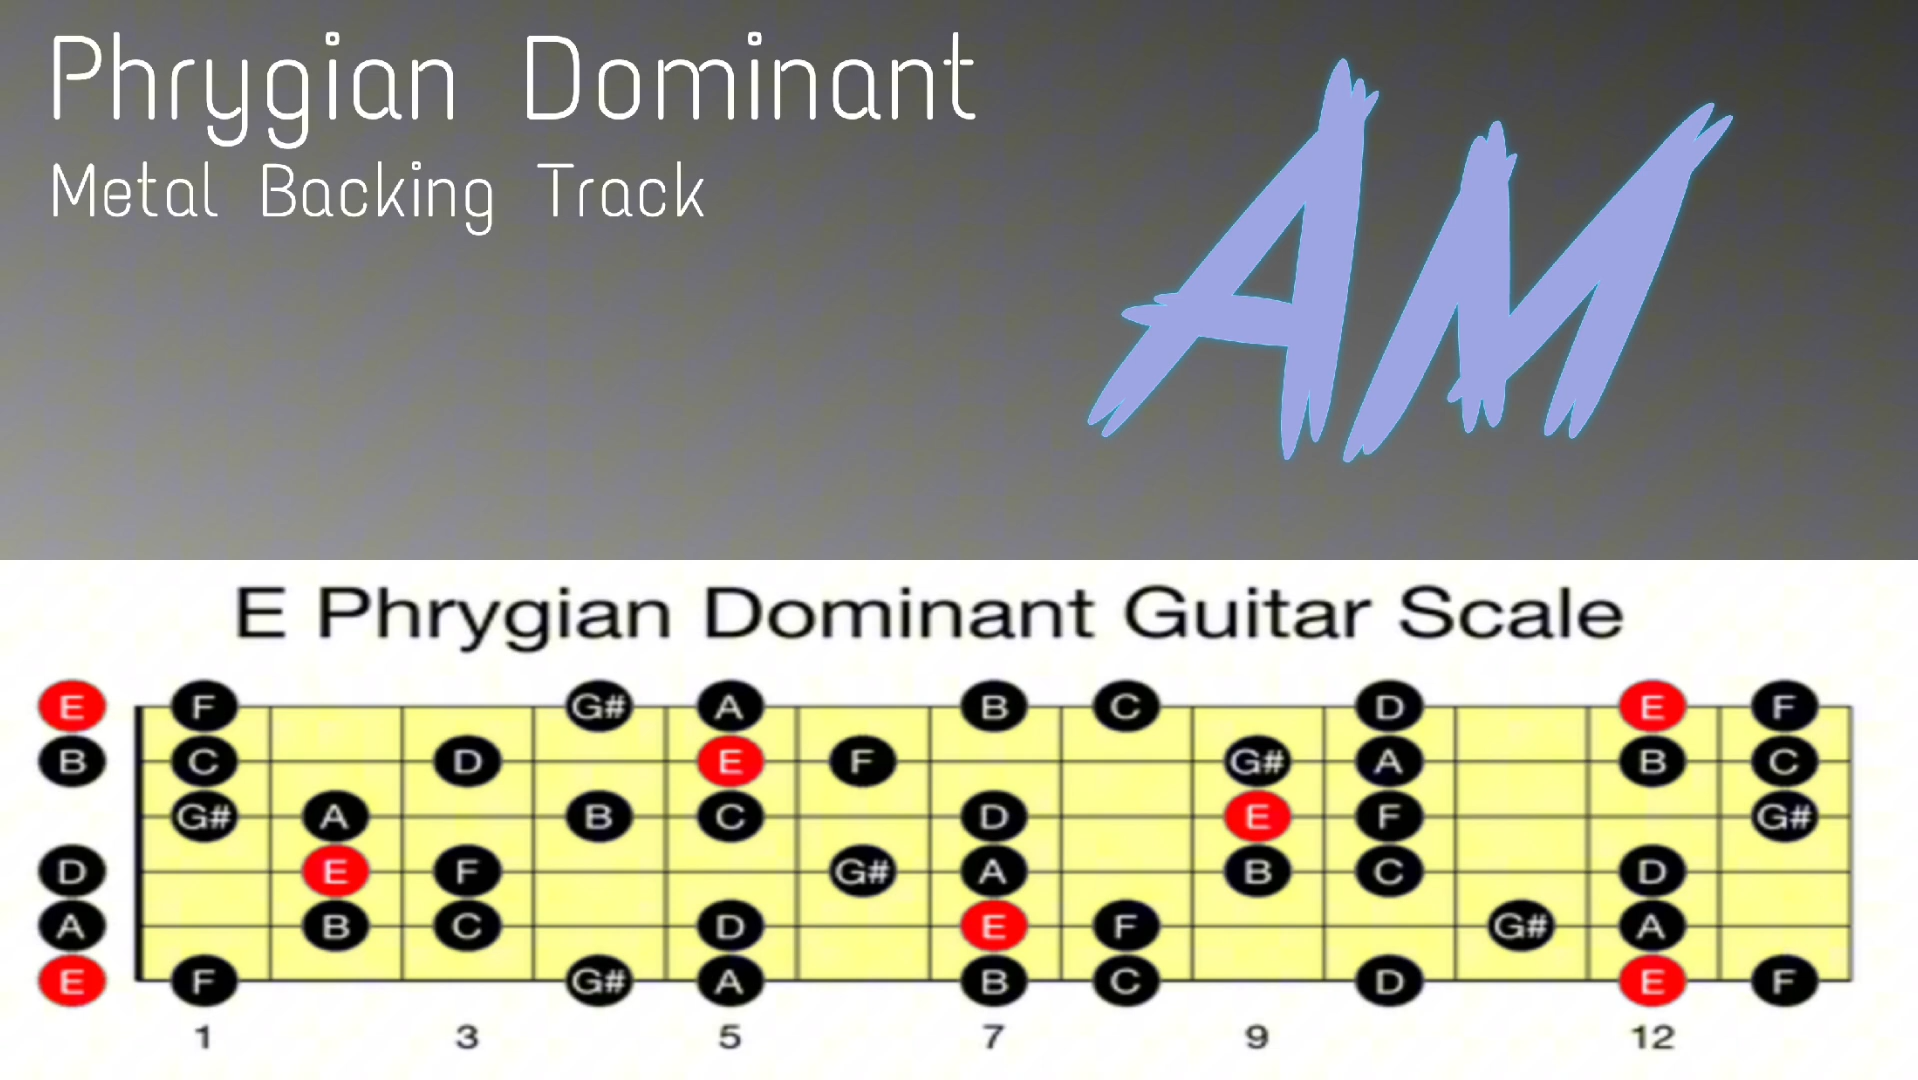 Phrygian Dominant
Metal Backing Track
AM
E Phrygian Dominant Guitar Scale
E F G# A B C D E F
B C D E F G# A B C
G# A B C D E F G#
D E F G# A B C D
A B C D E F G# A
E F G# A B C D E F
1 3 5 7 9 12